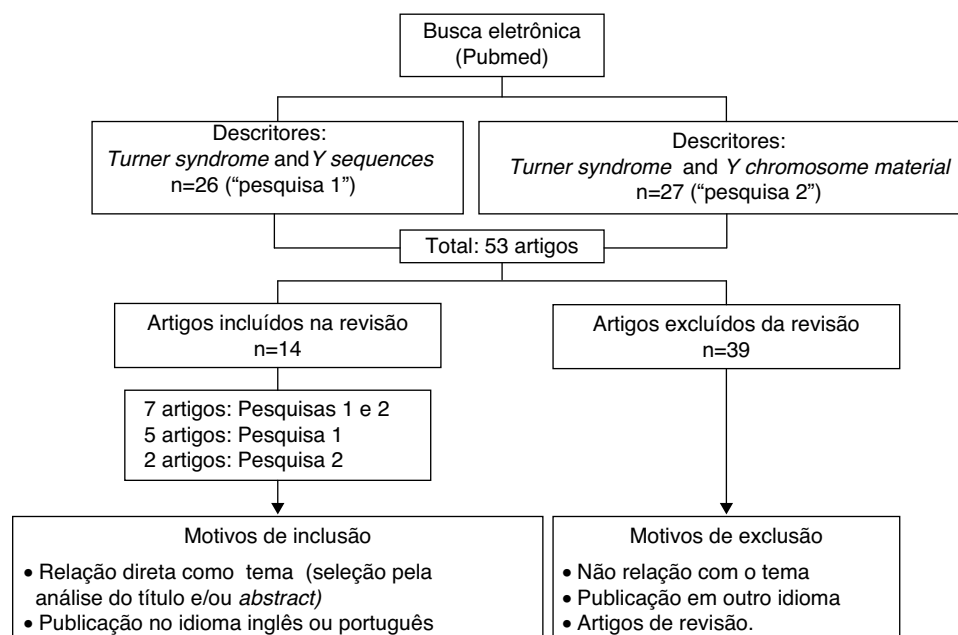 Busca eletrônica
(Pubmed)
Descritores:
Turner syndrome and Y sequences
n=26 (“pesquisa 1”)
Descritores:
Turner syndrome and Y chromosome material
n=27 (“pesquisa 2”)
Total: 53 artigos
Artigos incluídos na revisão
n=14
Artigos excluídos da revisão
n=39
7 artigos: Pesquisas 1 e 2
5 artigos: Pesquisa 1
2 artigos: Pesquisa 2
Motivos de inclusão
• Relação direta como tema (seleção pela
análise do título e/ou abstract)
• Publicação no idioma inglês ou português
Motivos de exclusão
• Não relação com o tema
• Publicação em outro idioma
• Artigos de revisão.